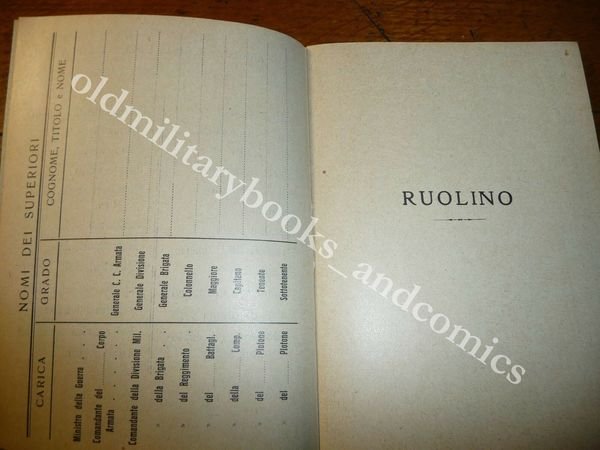 NOMI DEI SUPERIORI
CARICA GRADO COGNOME, TITOLO e NOME
Ministro della Guerra . . .
Comandante del . . . . Corpo
Armata . . . . . . Generale C. C. Armata
Comandante della Divisione Mil. Generale Divisione
» della Brigata . . Generale Brigata
» del Reggimento . Colonnello
» del . . . . Battagl. Maggiore
» della . . . . Comp. Capitano
» del . . . . Plotone Tenente
» del . . . . Plotone Sottotenente
RUOLINO
oldmilitarybooks_andcomics